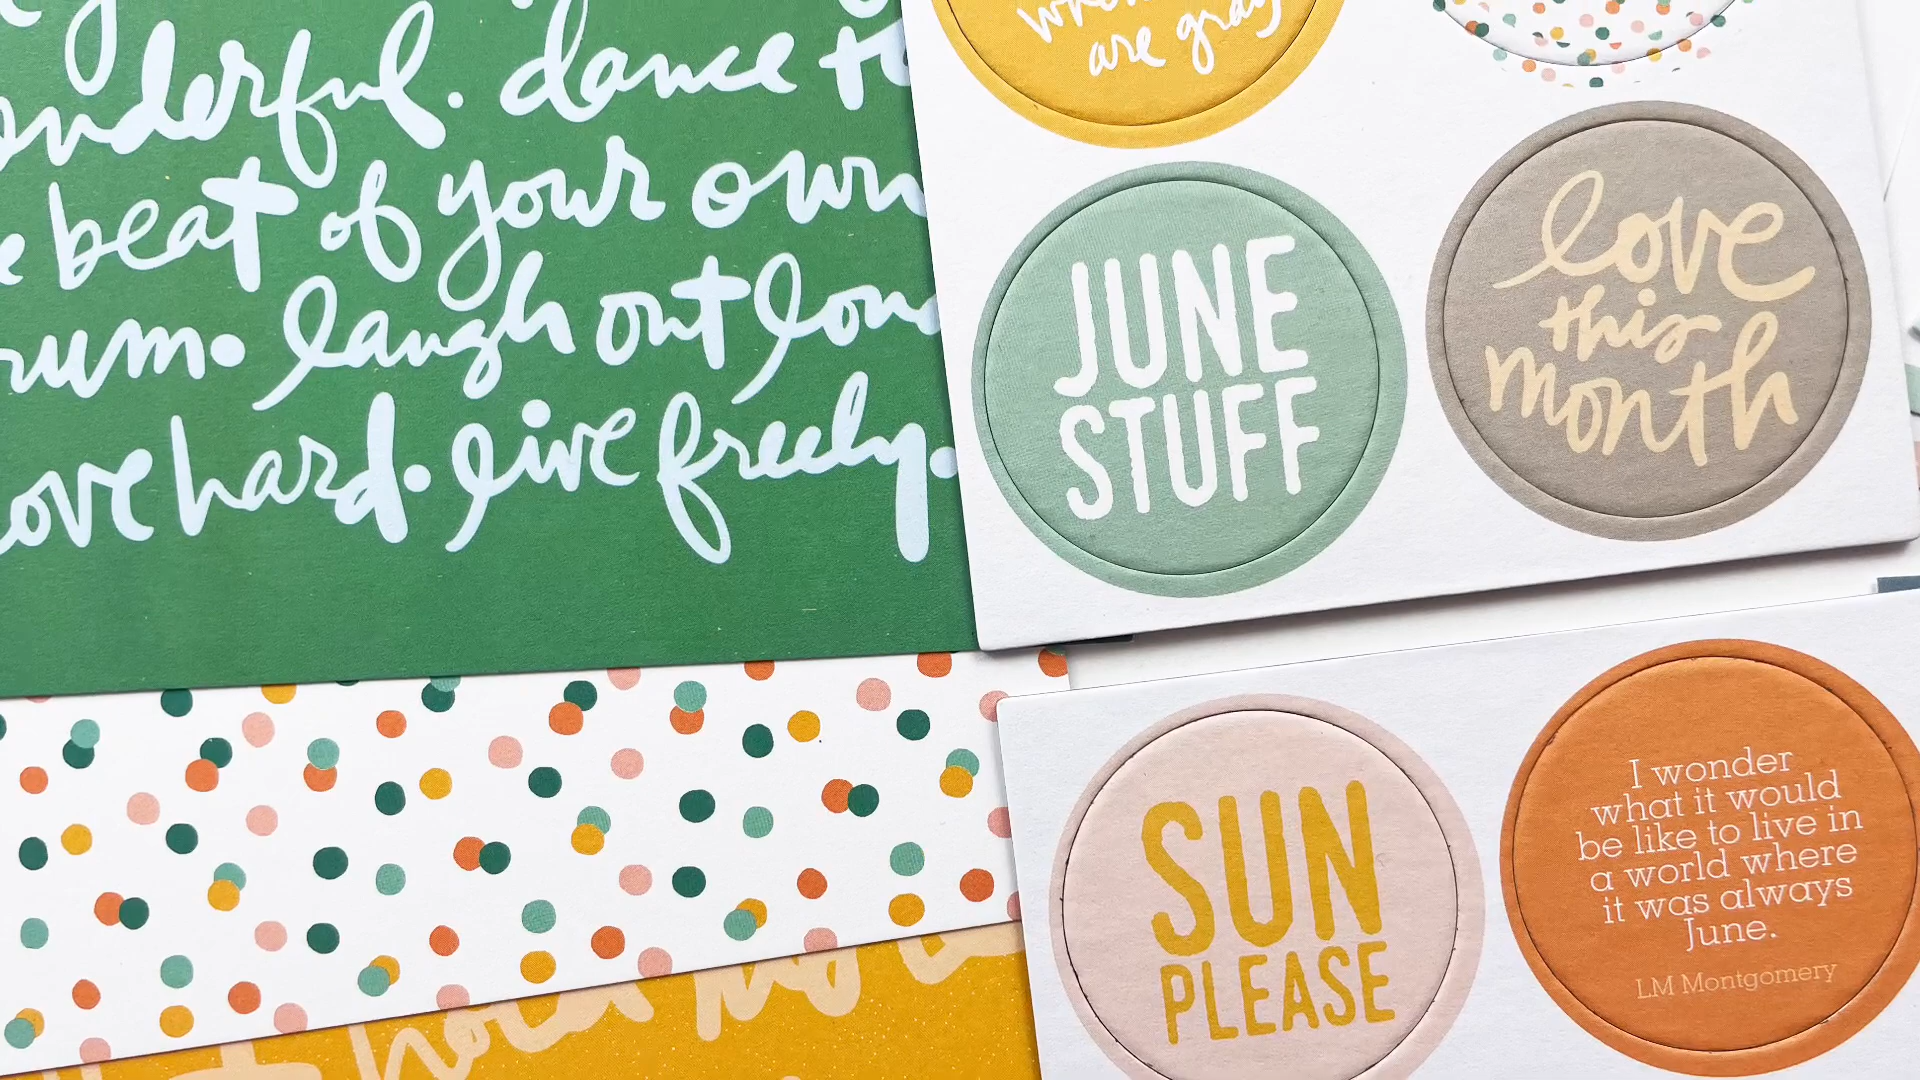 nderful. dance to
e beat of your own
rum. laugh out lou
ove hard. live freely.
are gray
JUNE
STUFF
love
this
month
SUN
PLEASE
I wonder
what it would
be like to live in
a world where
it was always
June.
LM Montgomery